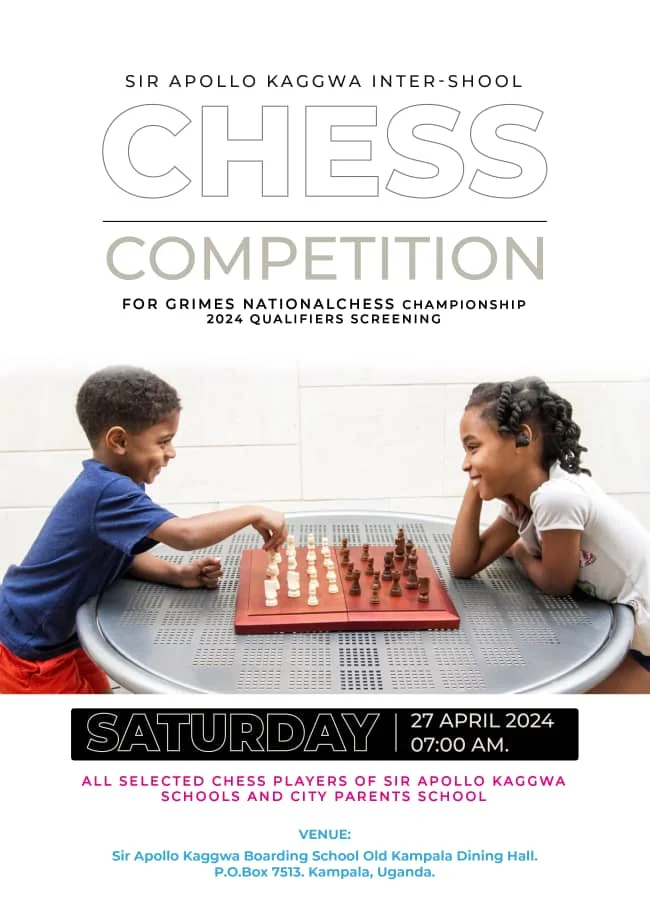 SIR APOLLO KAGGWA INTER-SHOOL
CHESS
COMPETITION
FOR GRIMES NATIONALCHESS CHAMPIONSHIP
2024 QUALIFIERS SCREENING
SATURDAY
27 APRIL 2024
07:00 AM.
ALL SELECTED CHESS PLAYERS OF SIR APOLLO KAGGWA
SCHOOLS AND CITY PARENTS SCHOOL
VENUE:
Sir Apollo Kaggwa Boarding School Old Kampala Dining Hall.
P.O.Box 7513. Kampala, Uganda.